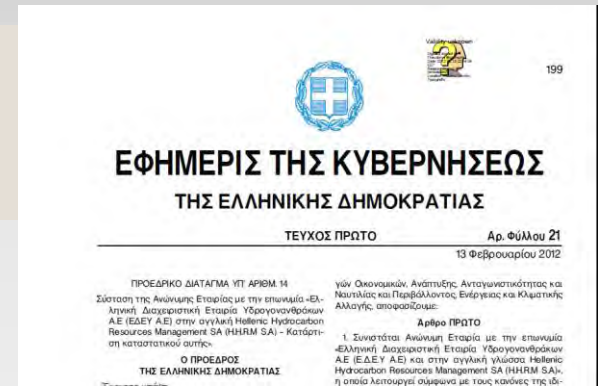 Validity unknown
199
ΕΦΗΜΕΡΙΣ ΤΗΣ ΚΥΒΕΡΝΗΣΕΩΣ
ΤΗΣ ΕΛΛΗΝΙΚΗΣ ΔΗΜΟΚΡΑΤΙΑΣ
ΤΕΥΧΟΣ ΠΡΩΤΟ
Αρ. Φύλλου 21
13 Φεβρουαρίου 2012
ΠΡΟΕΔΡΙΚΟ ΔΙΑΤΑΓΜΑ ΥΠ' ΑΡΙΘΜ. 14
Σύσταση της Ανώνυμης Εταιρίας με την επωνυμία «Ελ-
ληνική Διαχειριστική Εταιρία Υδρογονανθράκων
Α.Ε (ΕΔΕΥ Α.Ε) στην αγγλική Hellenic Hydrocarbon
Resources Management SA (H.H.R.M SA) - Κατάρτι-
ση καταστατικού αυτής».
Ο ΠΡΟΕΔΡΟΣ
ΤΗΣ ΕΛΛΗΝΙΚΗΣ ΔΗΜΟΚΡΑΤΙΑΣ
γών Οικονομικών, Ανάπτυξης, Ανταγωνιστικότητας και
Ναυτιλίας και Περιβάλλοντος, Ενέργειας και Κλιματικής
Αλλαγής, αποφασίζουμε:
Άρθρο ΠΡΩΤΟ
1. Συνιστάται Ανώνυμη Εταιρία με την επωνυμία
«Ελληνική Διαχειριστική Εταιρία Υδρογονανθράκων
Α.Ε (Ε.Δ.Ε.Υ Α.Ε) και στην αγγλική γλώσσα Hellenic
Hydrocarbon Resources Management SA (H.H.R.M SA)»,
η οποία λειτουργεί σύμφωνα με τους κανόνες της ιδι-